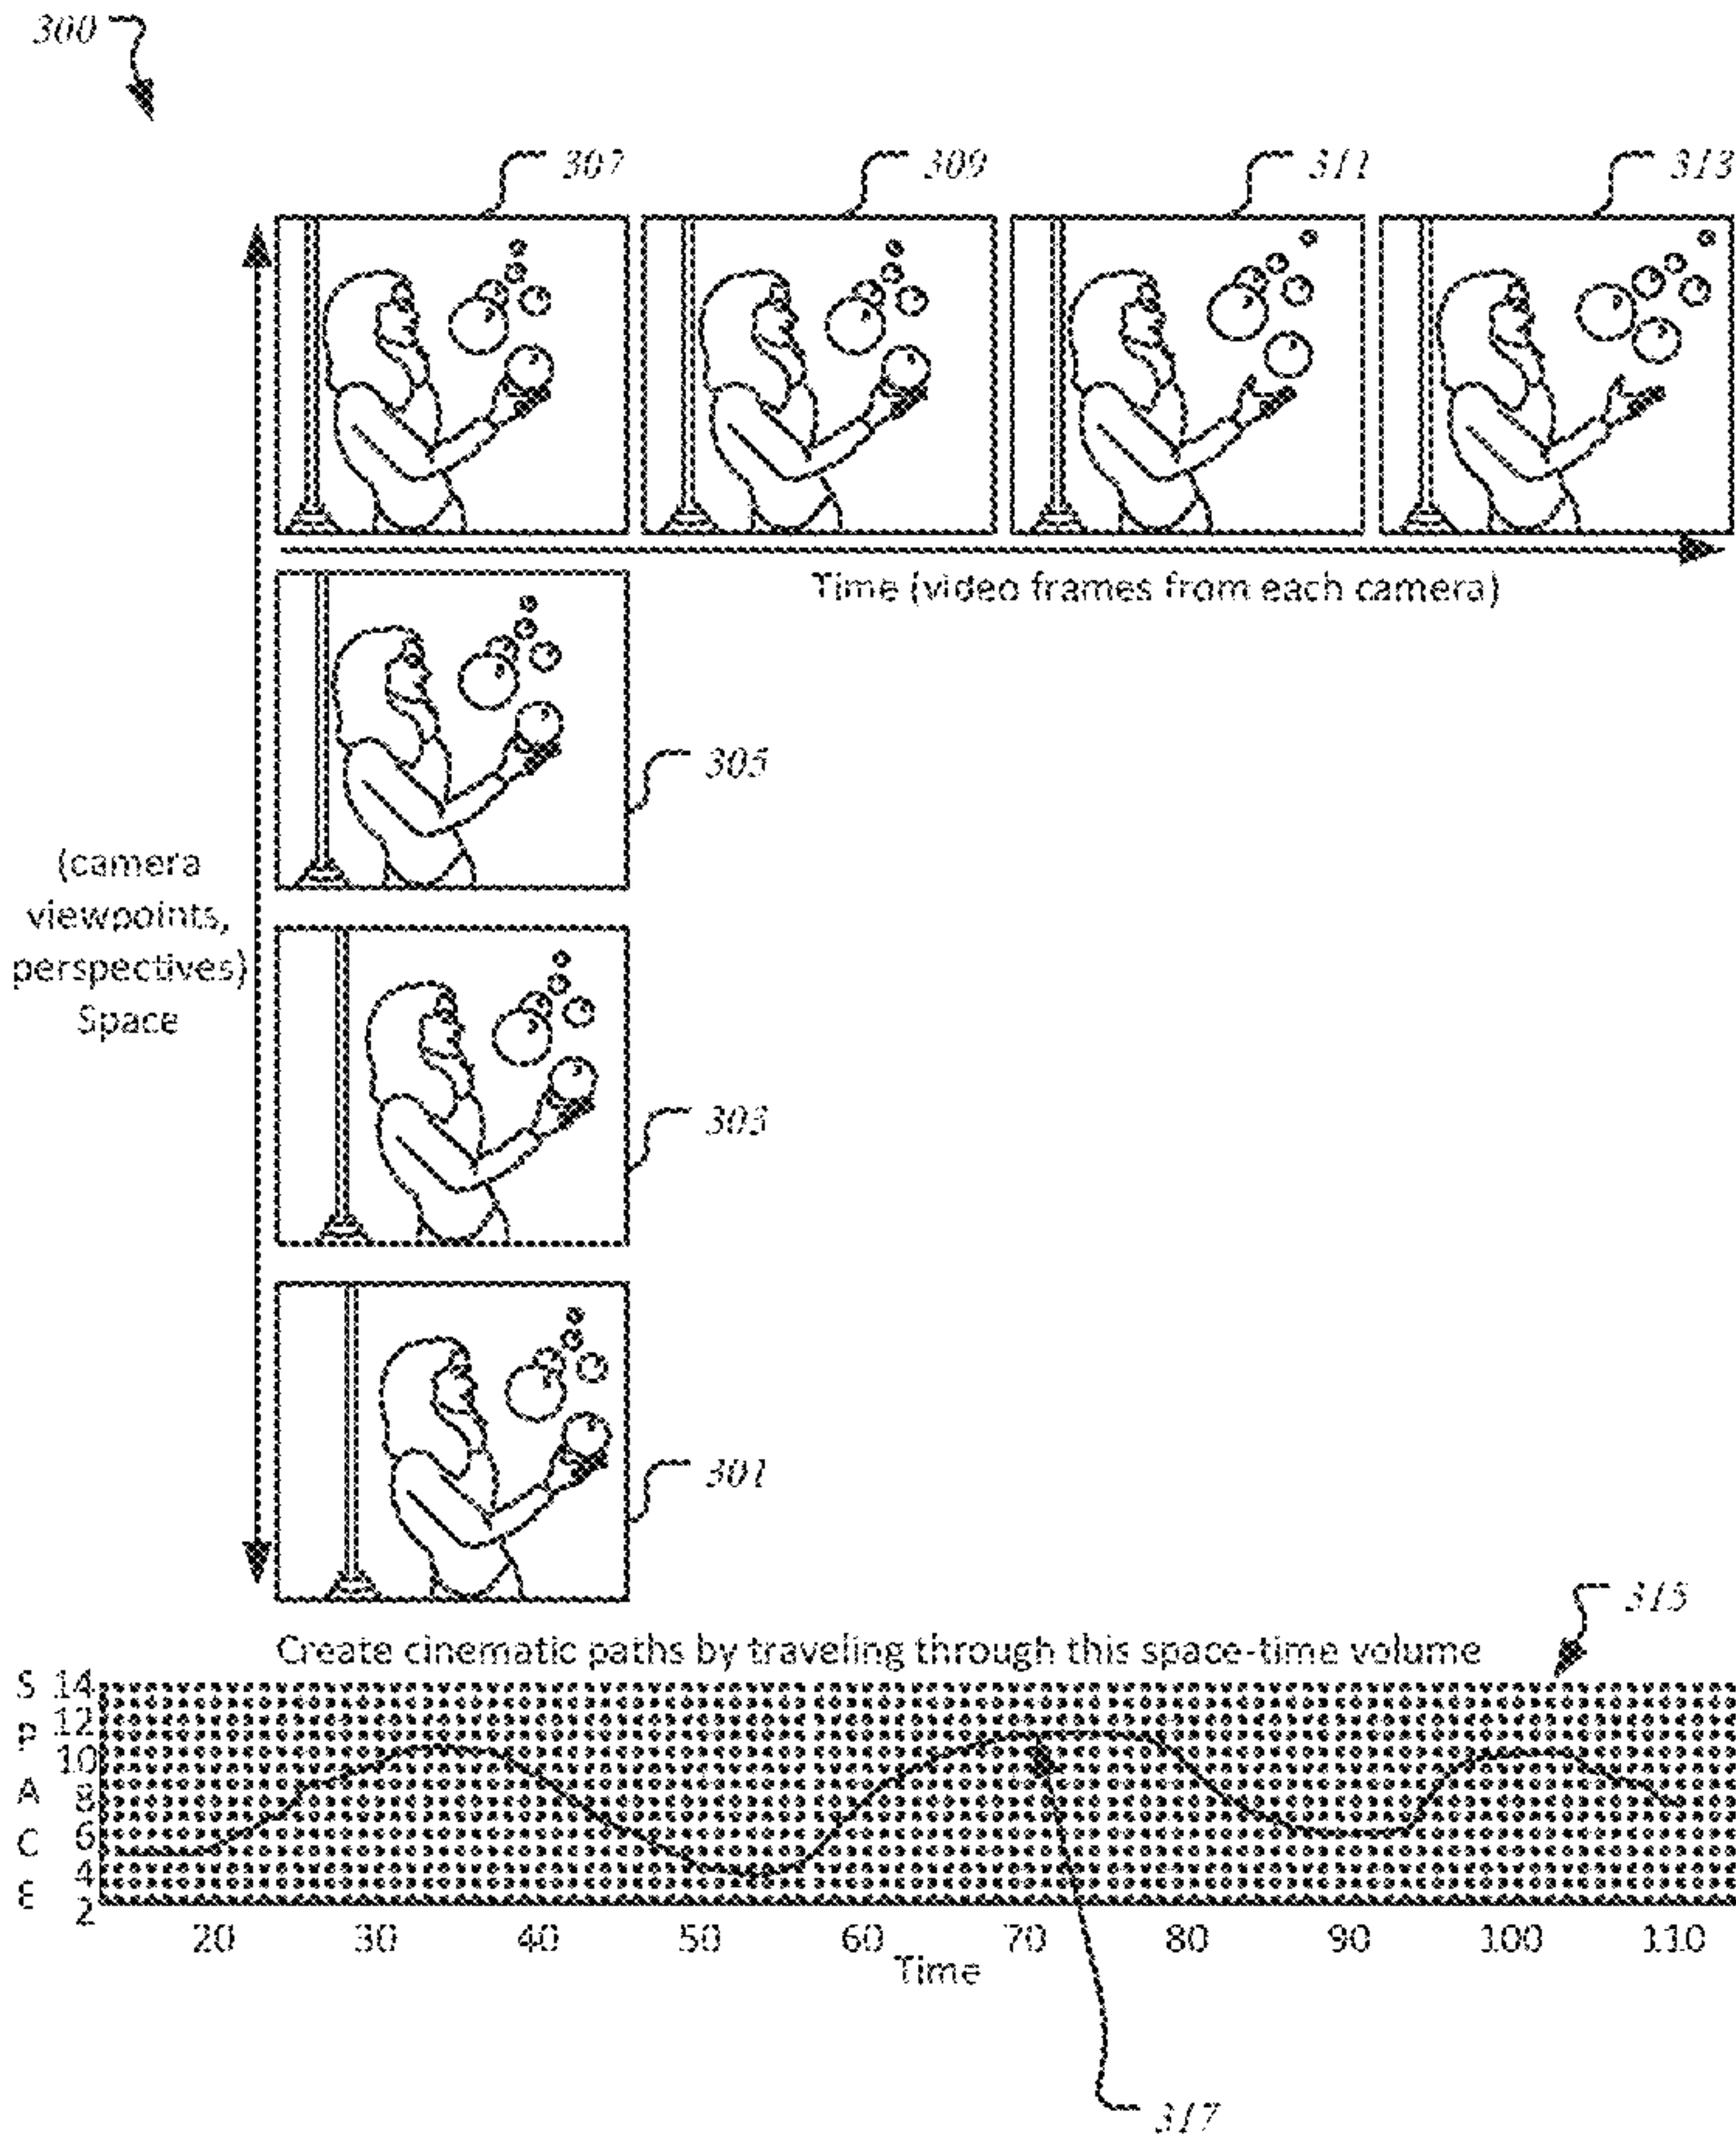 300
307
309
311
313
Time (video frames from each camera)
305
(camera
viewpoints,
perspectives)
Space
303
301
315
Create cinematic paths by traveling through this space-time volume
S
P
A
C
E
14
12
10
8
6
4
2
20 30 40 50 60 70 80 90 100 110
Time
317